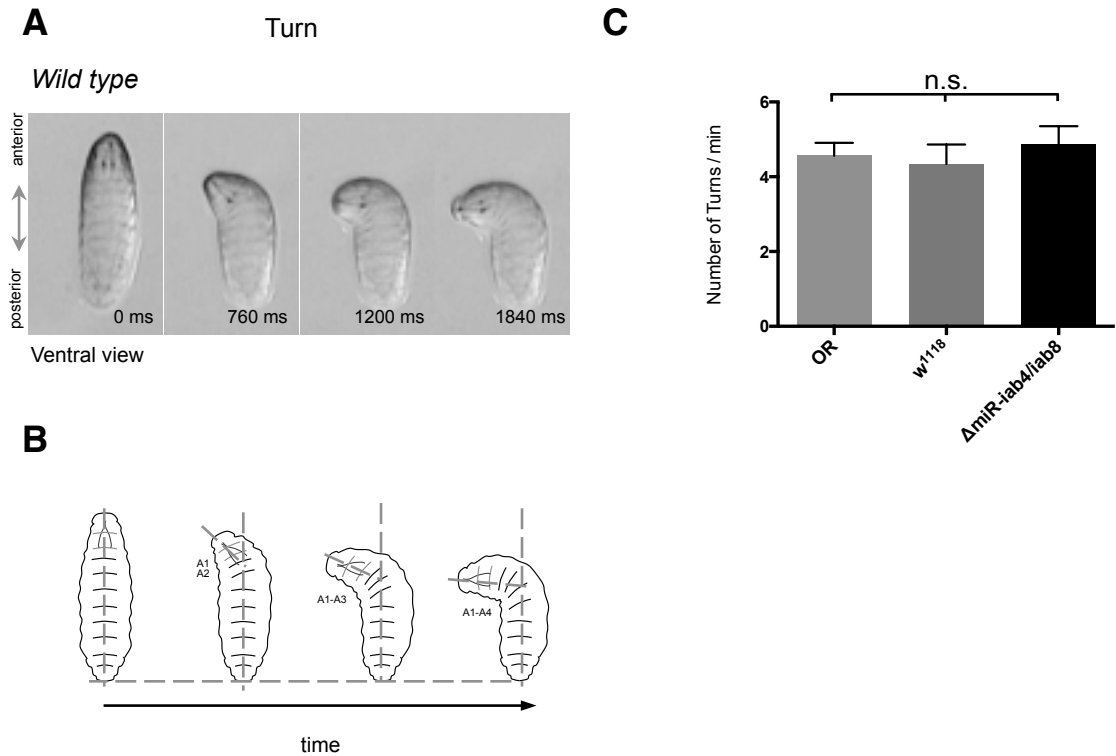 A
Turn
Wild type
anterior
posterior
0 ms
760 ms
1200 ms
1840 ms
Ventral view
B
A1
A2
A1-A3
A1-A4
time
C
n.s.
Number of Turns / min
6
4
2
0
OR
w¹¹¹⁸
ΔmiR-iab4/iab8